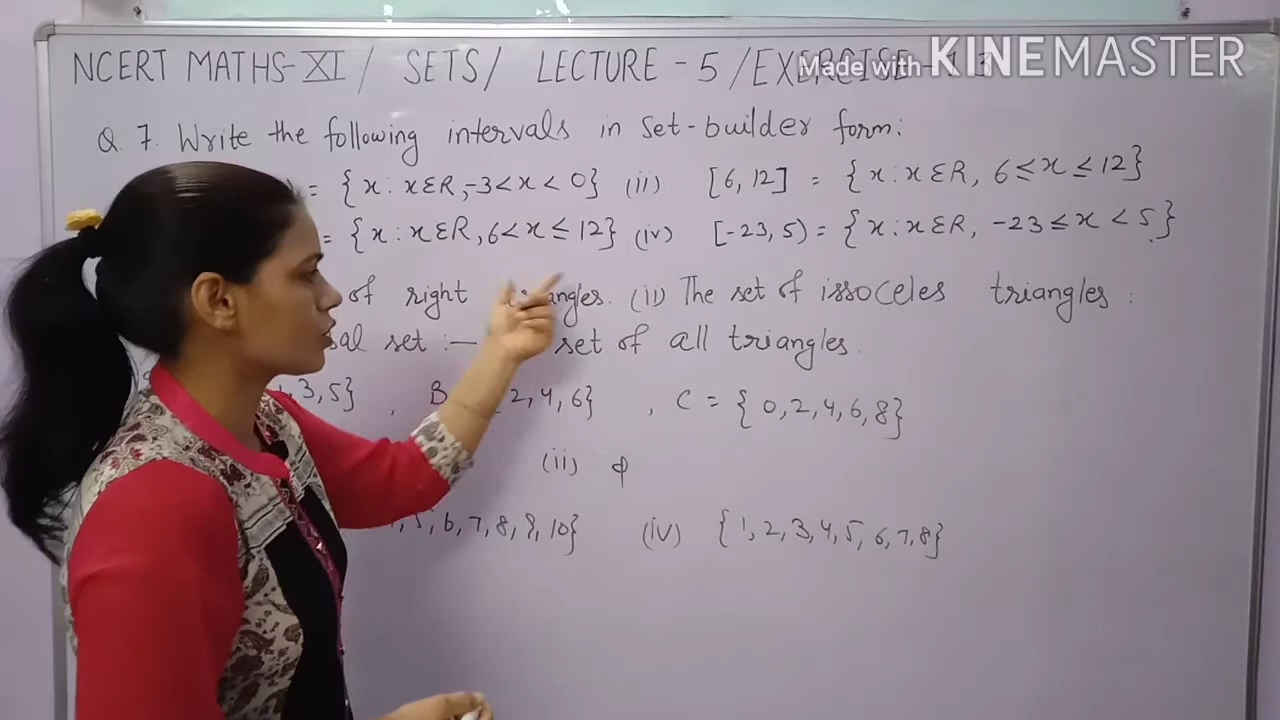 NCERT MATHS-XI / SETS / LECTURE - 5 / EXERCISE 1.3
Made with KINEMASTER
Q. 7. Write the following intervals in set-builder form:
= {x : x ∈ R, -3 < x < 0} (ii) [6, 12] = {x : x ∈ R, 6 ≤ x ≤ 12}
= {x : x ∈ R, 6 < x ≤ 12} (iv) [-23, 5) = {x : x ∈ R, -23 ≤ x < 5}
of right (ii) The set of issoceles triangles :
set :— set of all triangles.
3, 5} , B 2, 4, 6} , C = {0, 2, 4, 6, 8}
(ii) ϕ
6, 7, 8, 9, 10} (iv) {1, 2, 3, 4, 5, 6, 7, 8}